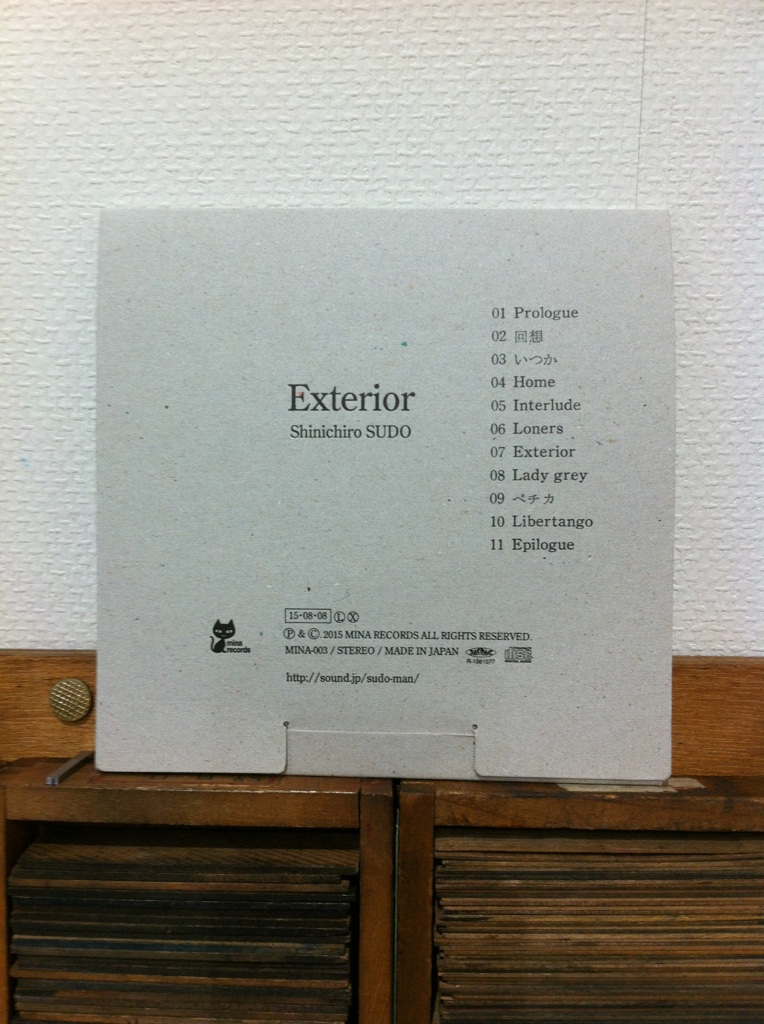 Exterior
Shinichiro SUDO
01 Prologue
02 回想
03 いつか
04 Home
05 Interlude
06 Loners
07 Exterior
08 Lady grey
09 ペチカ
10 Libertango
11 Epilogue
mina
records
15・08・08 Ⓛ Ⓧ
Ⓟ & Ⓒ. 2015 MINA RECORDS ALL RIGHTS RESERVED.
MINA-003 / STEREO / MADE IN JAPAN
http://sound.jp/sudo-man/